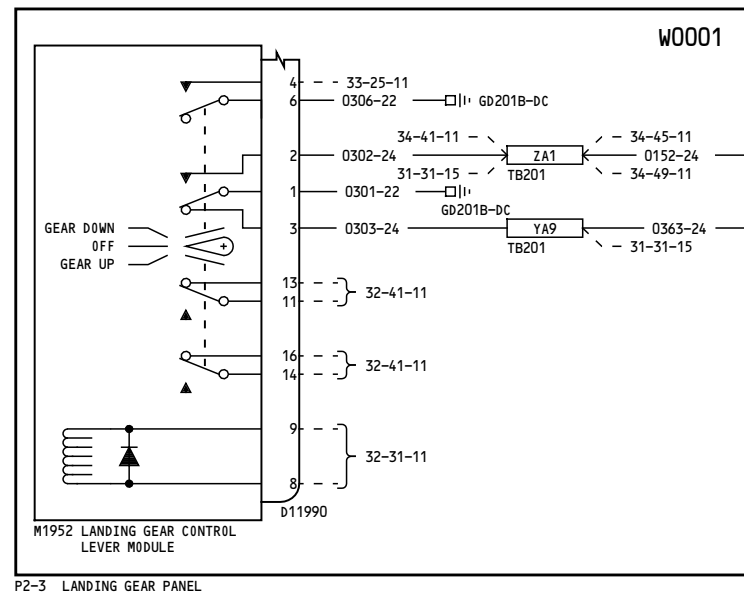 W0001
4 33-25-11
6 0306-22 GD201B-DC
34-41-11 34-45-11
2 0302-24 ZA1 0152-24
31-31-15 TB201 34-49-11
1 0301-22
GD201B-DC
3 0303-24 YA9 0363-24
TB201 31-31-15
GEAR DOWN
OFF
GEAR UP
13
11 32-41-11
16
14 32-41-11
9
32-31-11
8
D11990
M1952 LANDING GEAR CONTROL
LEVER MODULE
P2-3 LANDING GEAR PANEL